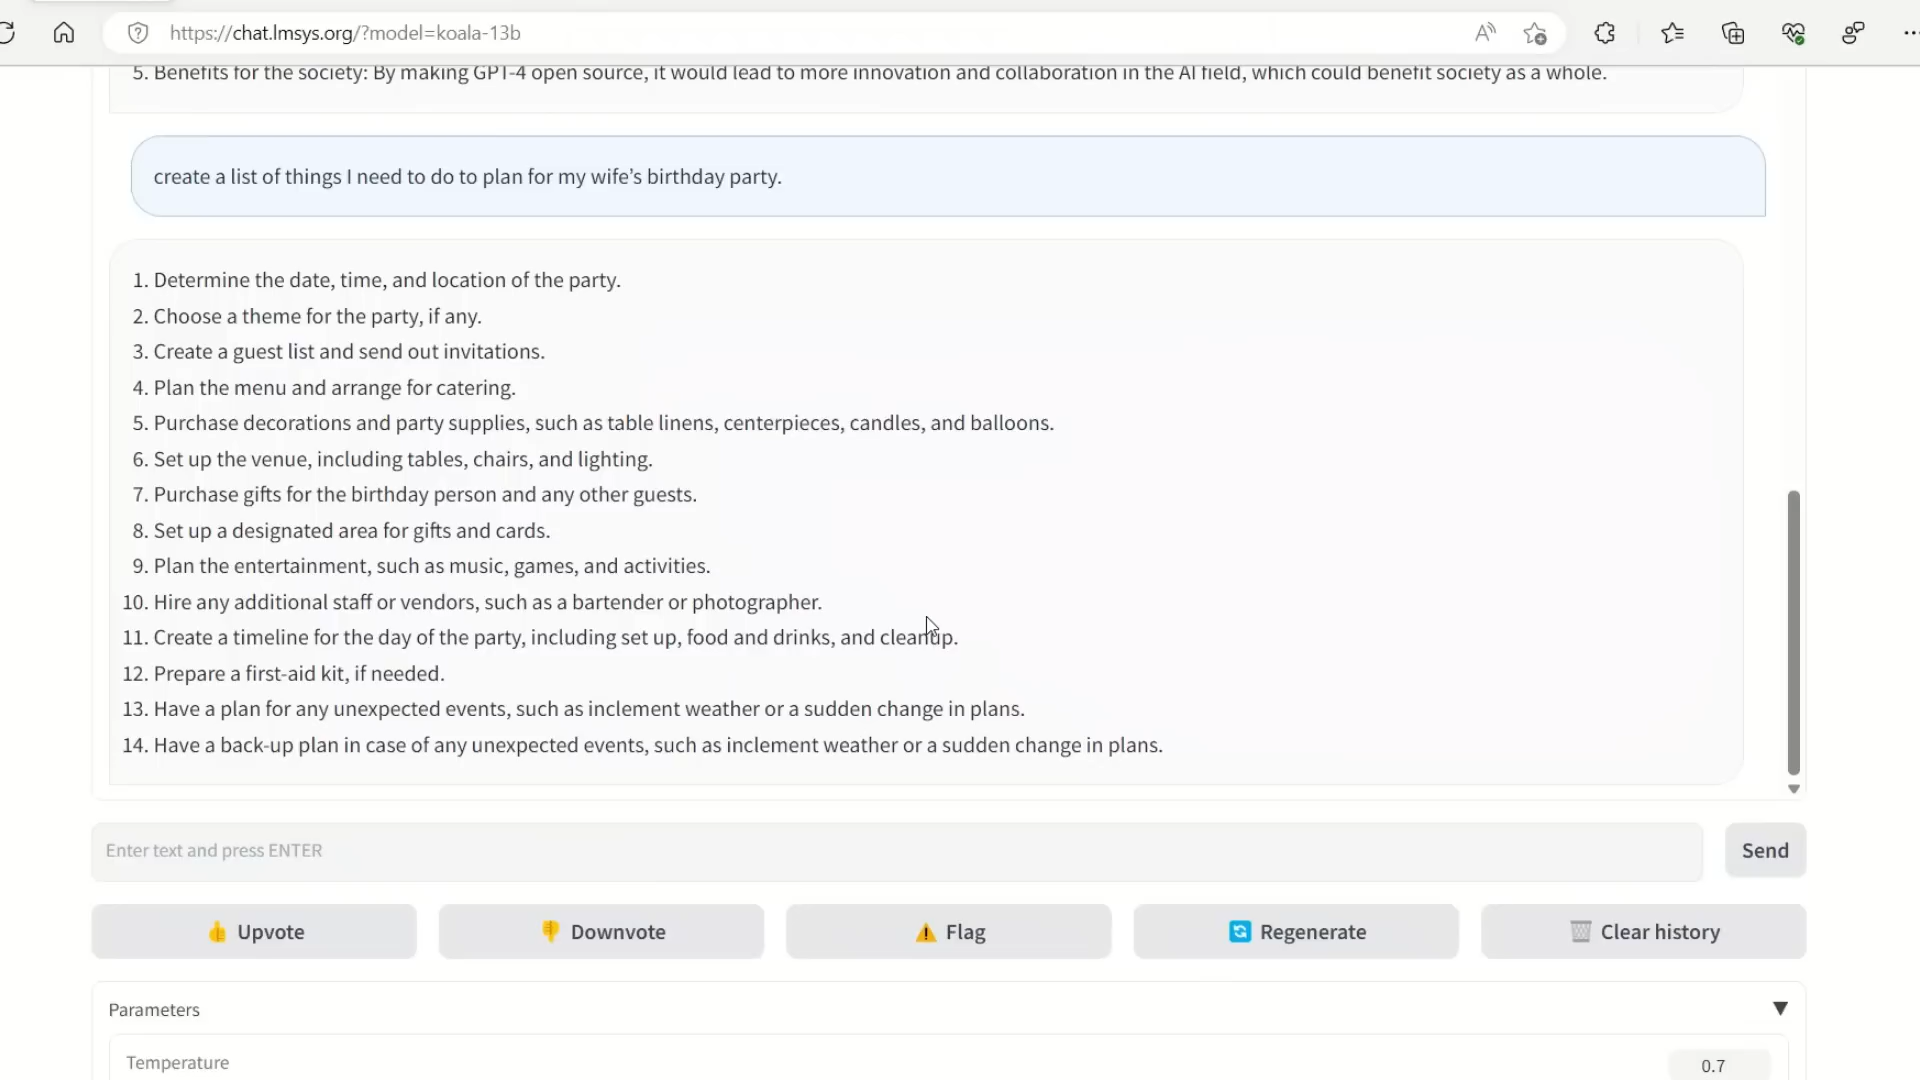 https://chat.lmsys.org/?model=koala-13b
5. Benefits for the society: By making GPT-4 open source, it would lead to more innovation and collaboration in the AI field, which could benefit society as a whole.
create a list of things I need to do to plan for my wife’s birthday party.
1. Determine the date, time, and location of the party.
2. Choose a theme for the party, if any.
3. Create a guest list and send out invitations.
4. Plan the menu and arrange for catering.
5. Purchase decorations and party supplies, such as table linens, centerpieces, candles, and balloons.
6. Set up the venue, including tables, chairs, and lighting.
7. Purchase gifts for the birthday person and any other guests.
8. Set up a designated area for gifts and cards.
9. Plan the entertainment, such as music, games, and activities.
10. Hire any additional staff or vendors, such as a bartender or photographer.
11. Create a timeline for the day of the party, including set up, food and drinks, and cleanup.
12. Prepare a first-aid kit, if needed.
13. Have a plan for any unexpected events, such as inclement weather or a sudden change in plans.
14. Have a back-up plan in case of any unexpected events, such as inclement weather or a sudden change in plans.
Enter text and press ENTER
Send
Upvote
Downvote
Flag
Regenerate
Clear history
Parameters
Temperature
0.7